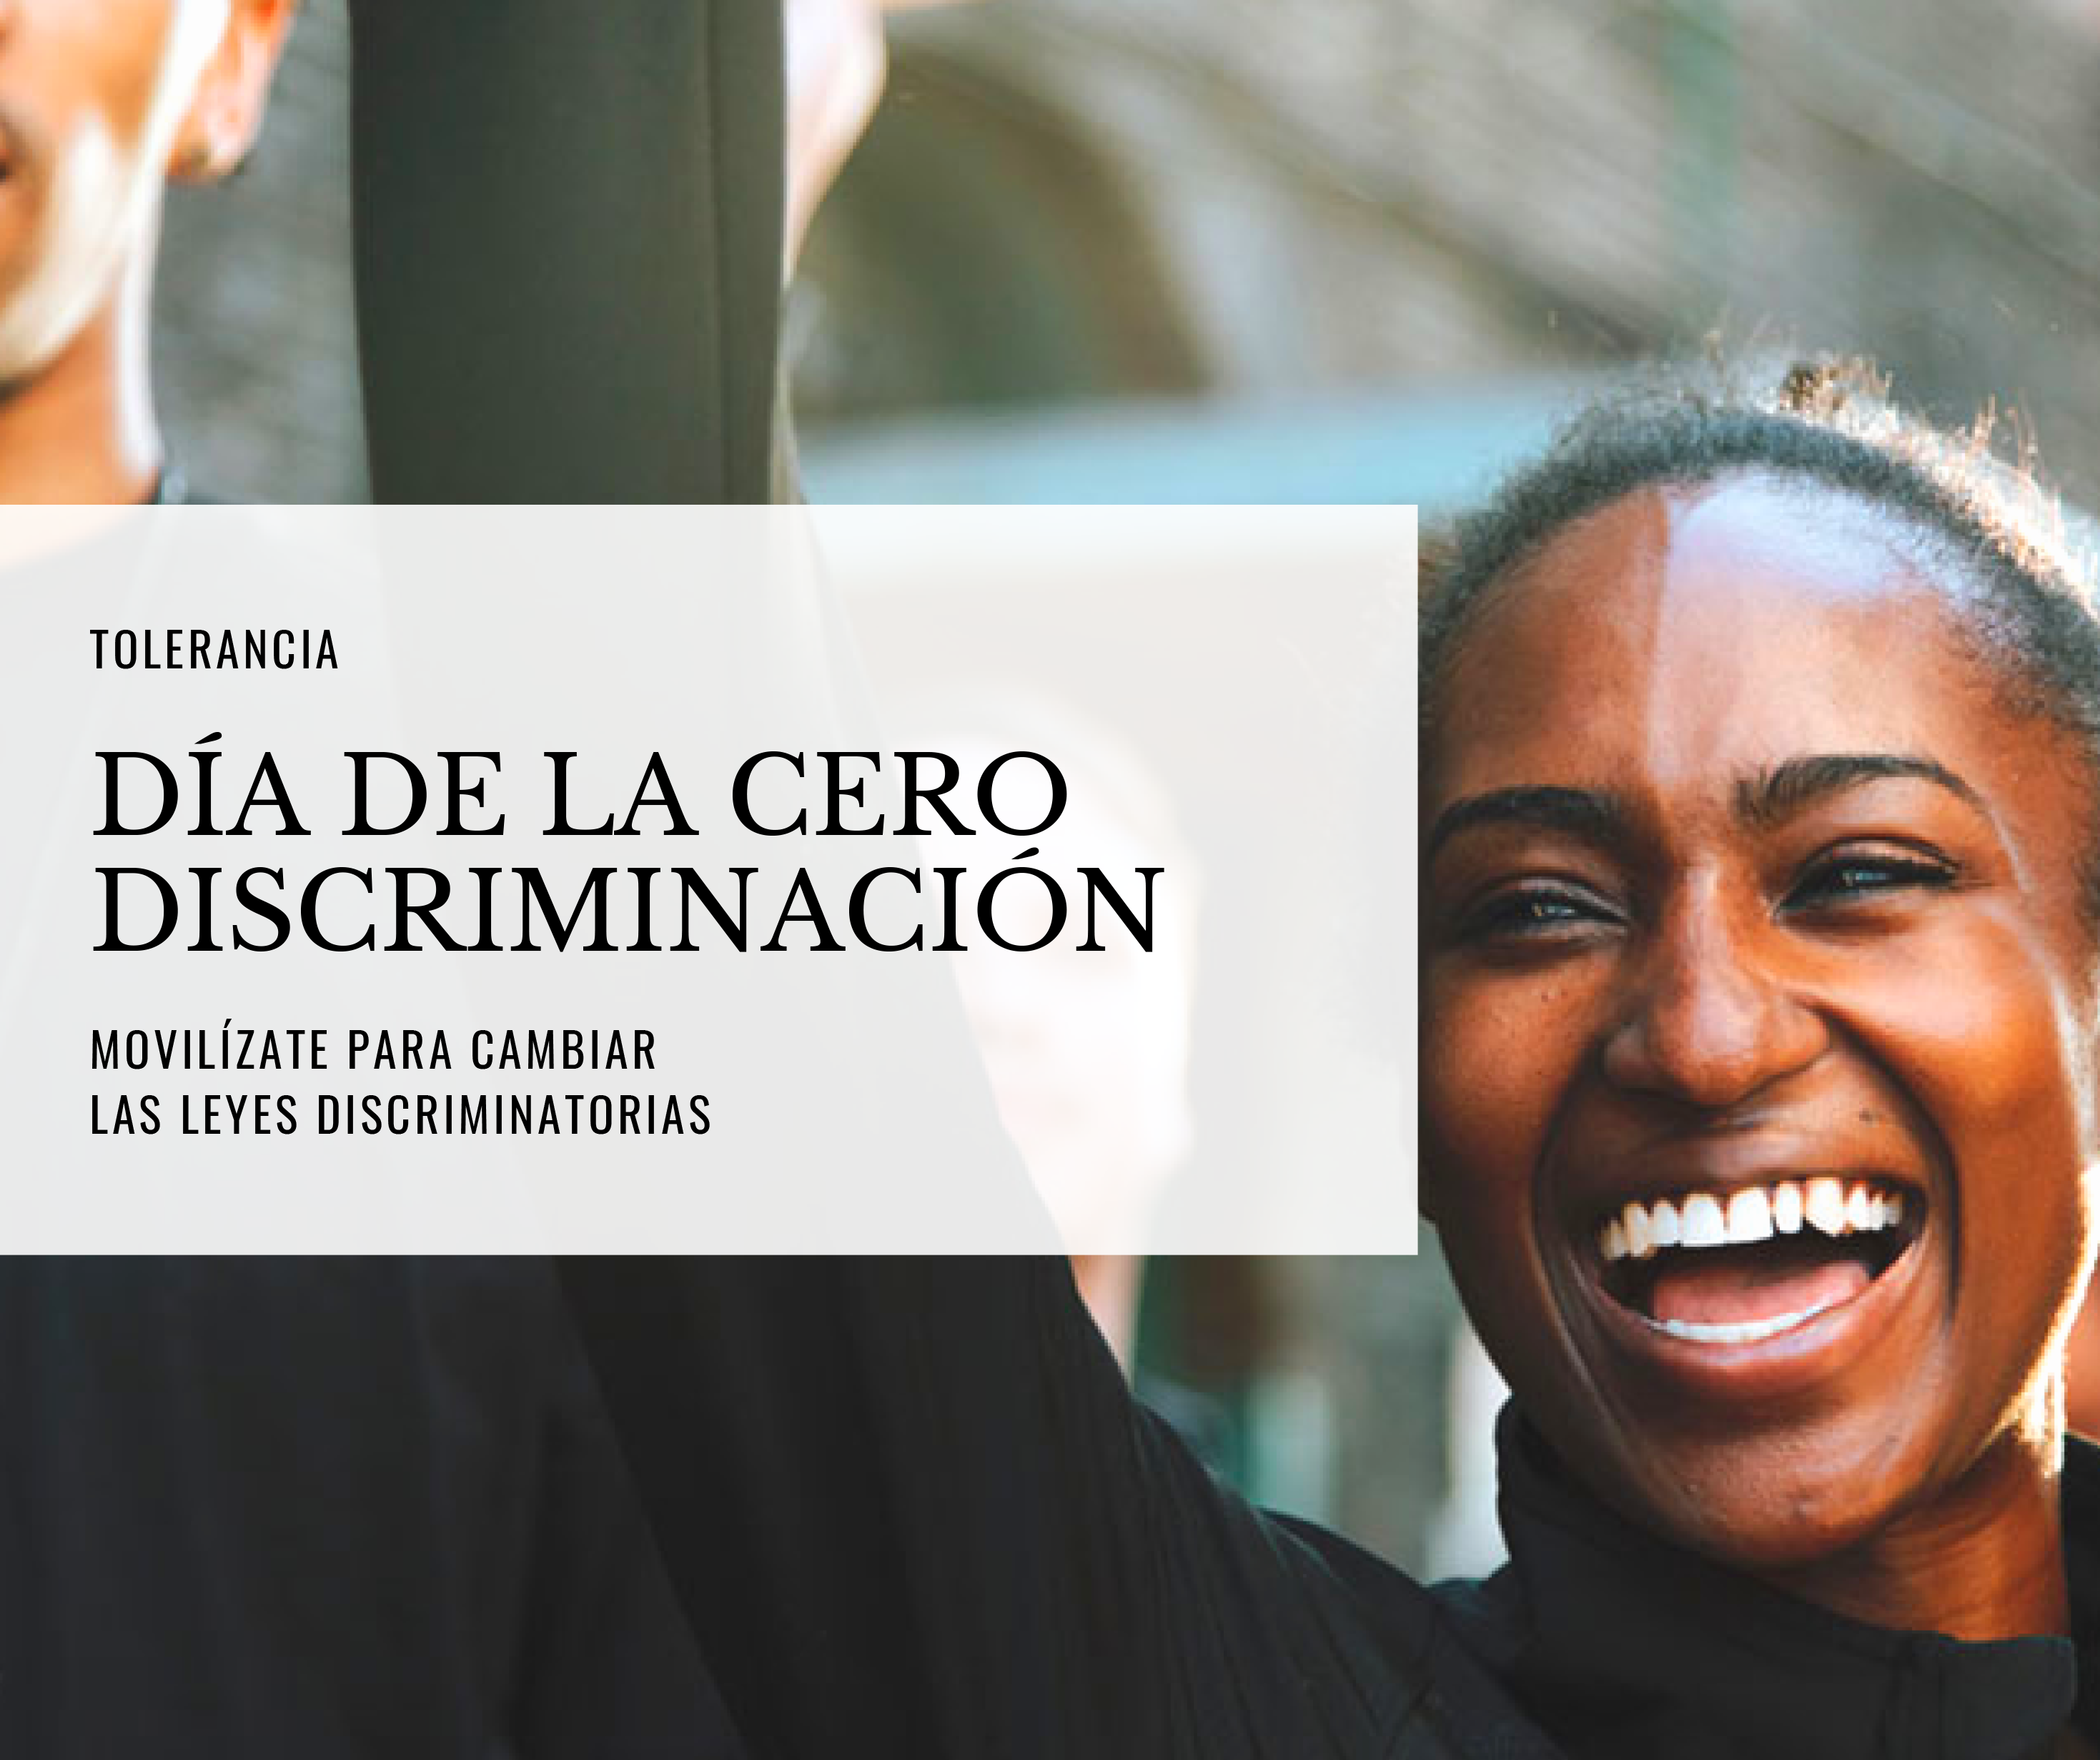 TOLERANCIA
DÍA DE LA CERO
DISCRIMINACIÓN
MOVILÍZATE PARA CAMBIAR
LAS LEYES DISCRIMINATORIAS